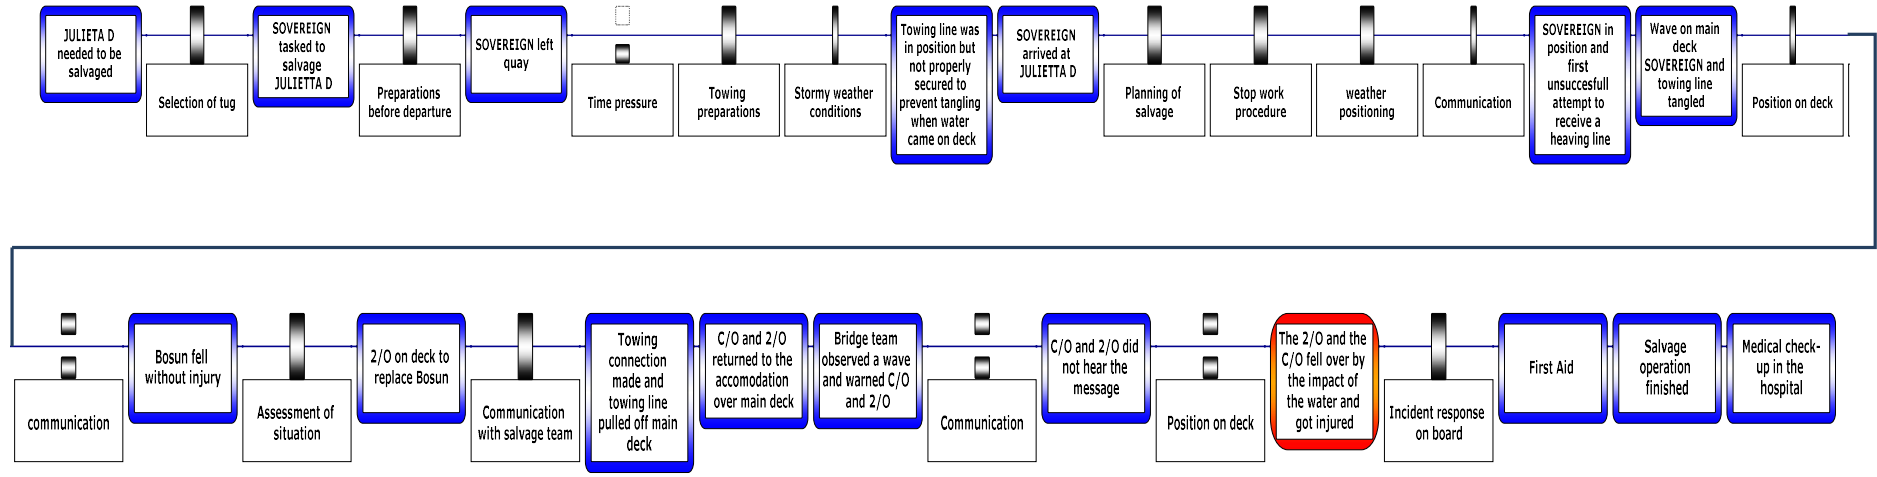 JULIETA D
needed to be
salvaged
Selection of tug
SOVEREIGN
tasked to
salvage
JULIETTA D
Preparations
before departure
SOVEREIGN left
quay
Time pressure
Towing
preparations
Stormy weather
conditions
Towing line was
in position but
not properly
secured to
prevent tangling
when water
came on deck
SOVEREIGN
arrived at
JULIETTA D
Planning of
salvage
Stop work
procedure
weather
positioning
Communication
SOVEREIGN in
position and
first
unsuccesfull
attempt to
receive a
heaving line
Wave on main
deck
SOVEREIGN and
towing line
tangled
Position on deck
communication
Bosun fell
without injury
Assessment of
situation
2/O on deck to
replace Bosun
Communication
with salvage team
Towing
connection
made and
towing line
pulled off main
deck
C/O and 2/O
returned to the
accomodation
over main deck
Bridge team
observed a wave
and warned C/O
and 2/O
Communication
C/O and 2/O did
not hear the
message
Position on deck
The 2/O and the
C/O fell over by
the impact of
the water and
got injured
Incident response
on board
First Aid
Salvage
operation
finished
Medical check-
up in the
hospital